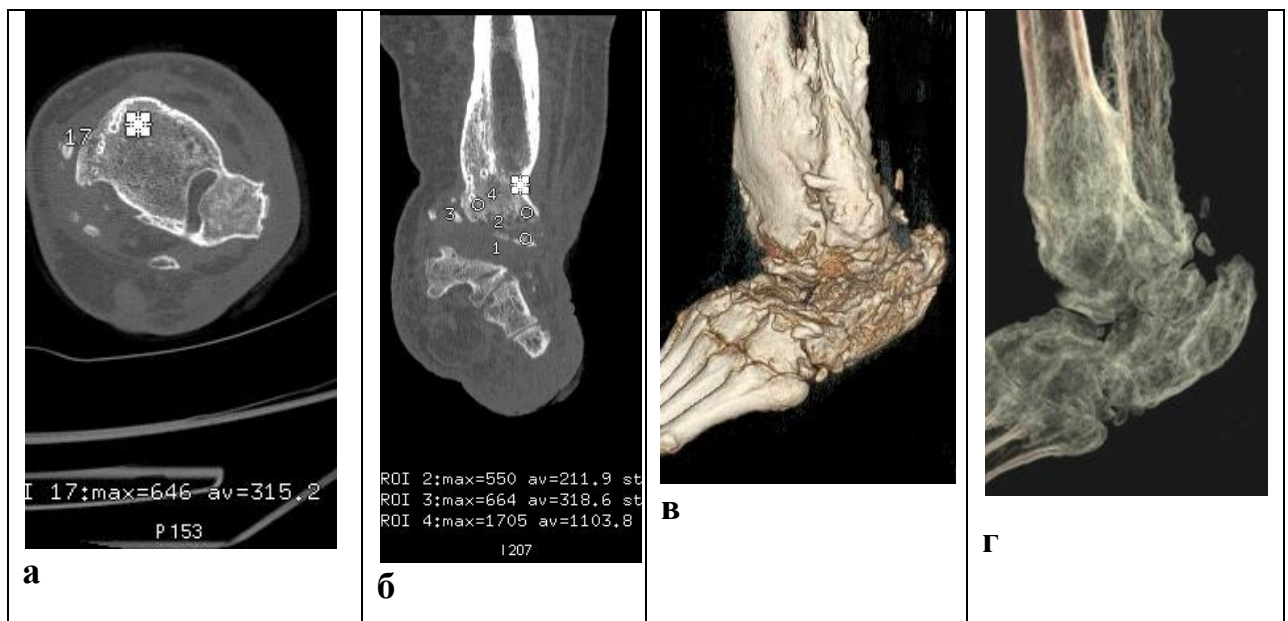 17
I 17:max=646 av=315.2
P 153
а
3
4
2
1
ROI 2:max=550 av=211.9 st
ROI 3:max=664 av=318.6 st
ROI 4:max=1705 av=1103.8
I 207
б
в
г